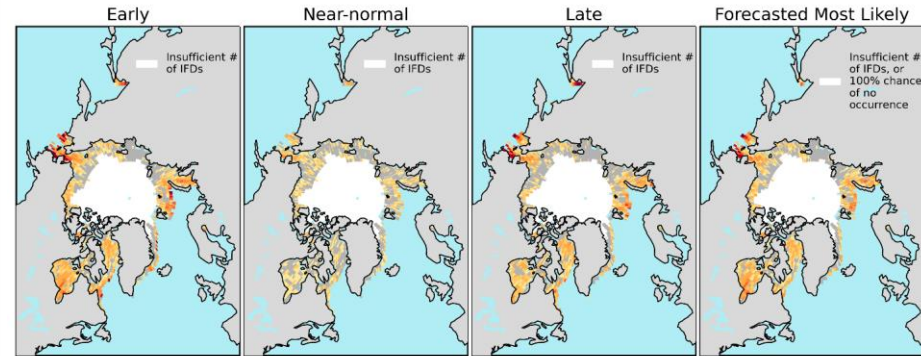 Early
Insufficient #
of IFDs
Near-normal
Insufficient #
of IFDs
Late
Insufficient #
of IFDs
Forecasted Most Likely
Insufficient #
of IFDs, or
100% chance
of no
occurrence